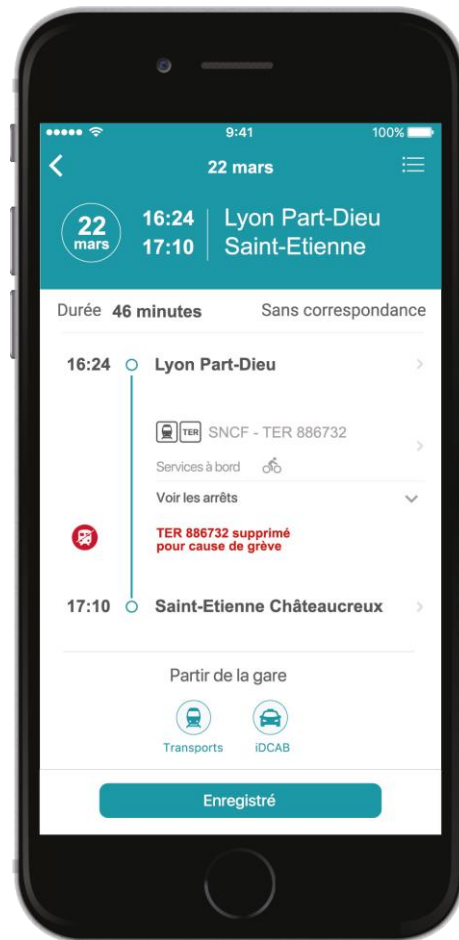 9:41
100%
22 mars
22
mars
16:24 Lyon Part-Dieu
17:10 Saint-Etienne
Durée 46 minutes Sans correspondance
16:24 Lyon Part-Dieu
TER SNCF - TER 886732
Services à bord
Voir les arrêts
TER 886732 supprimé
pour cause de grève
17:10 Saint-Etienne Châteaucreux
Partir de la gare
Transports iDCAB
Enregistré